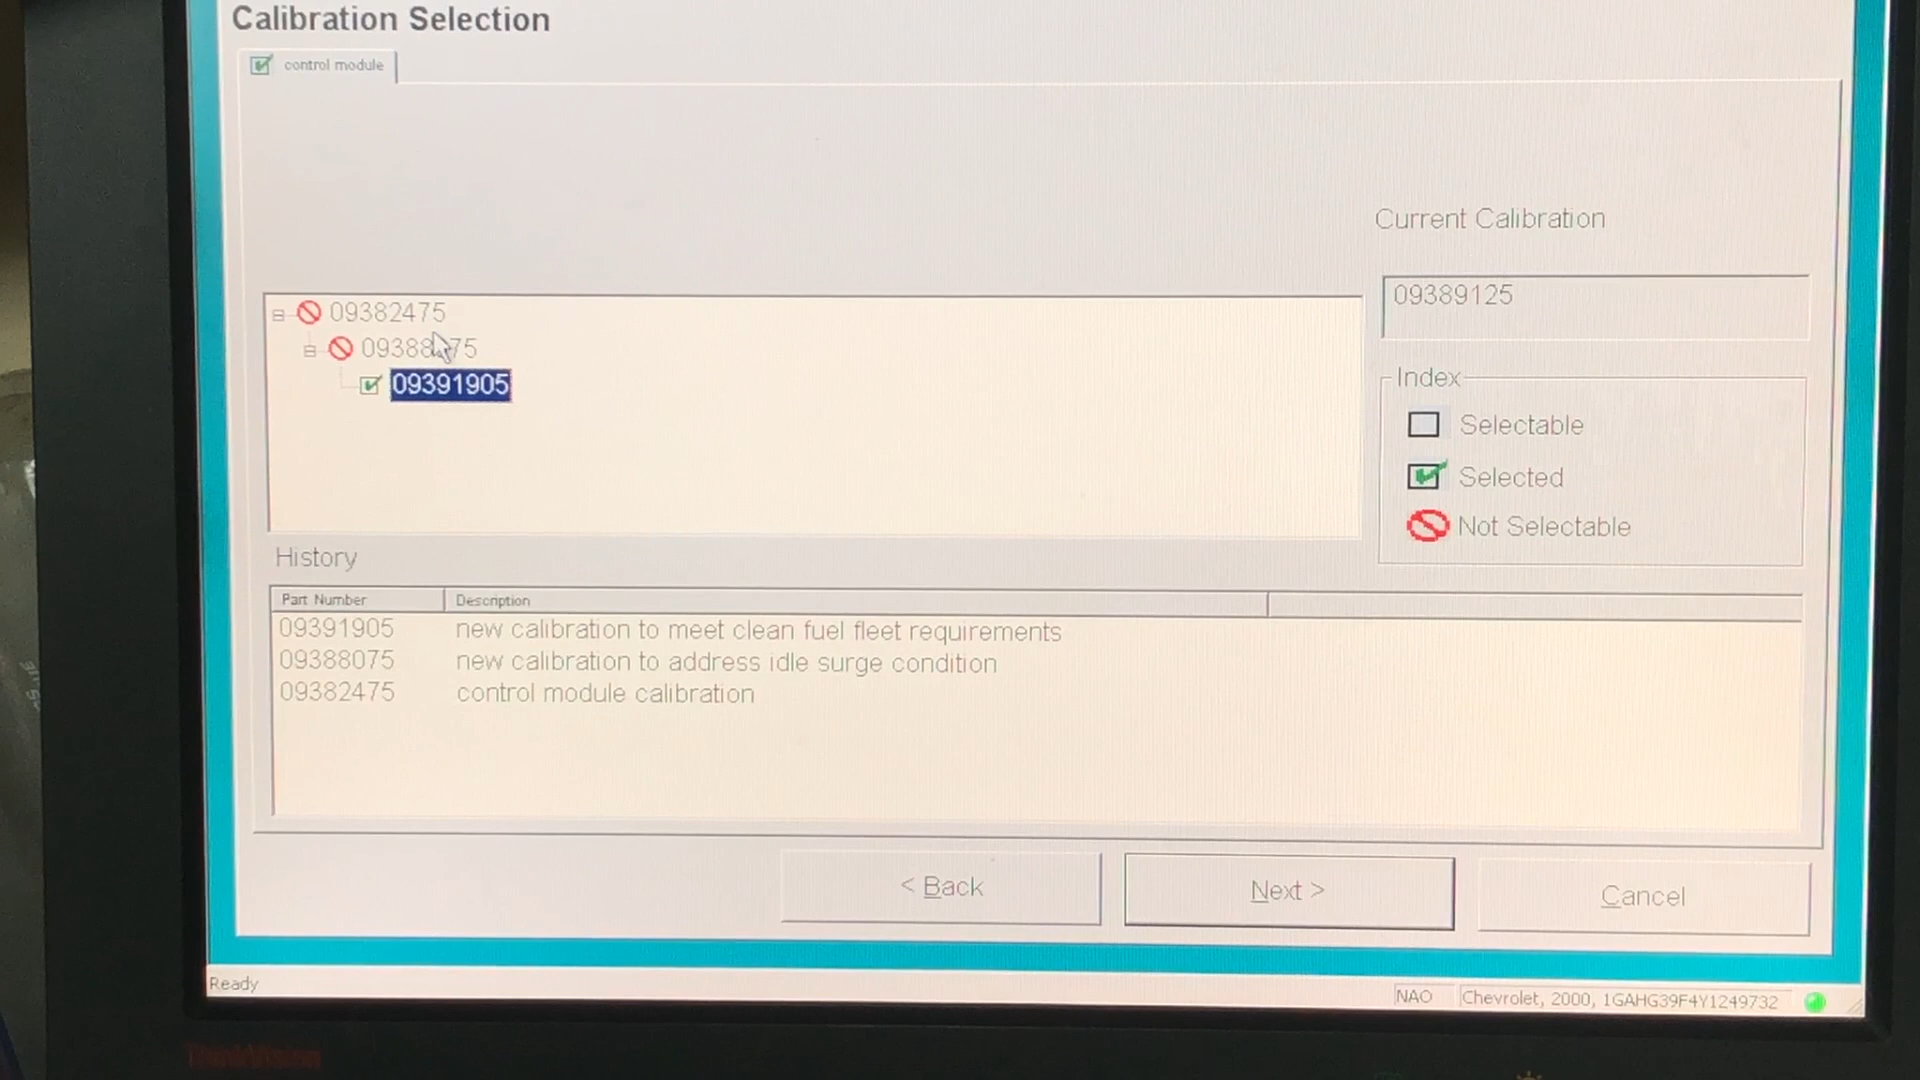 Calibration Selection
control module
Current Calibration
09389125
09382475
09388075
09391905
Index
Selectable
Selected
Not Selectable
History
Part Number Description
09391905 new calibration to meet clean fuel fleet requirements
09388075 new calibration to address idle surge condition
09382475 control module calibration
< Back Next > Cancel
Ready NAO Chevrolet, 2000, 1GAHG39F4Y1249732
ThinkVision